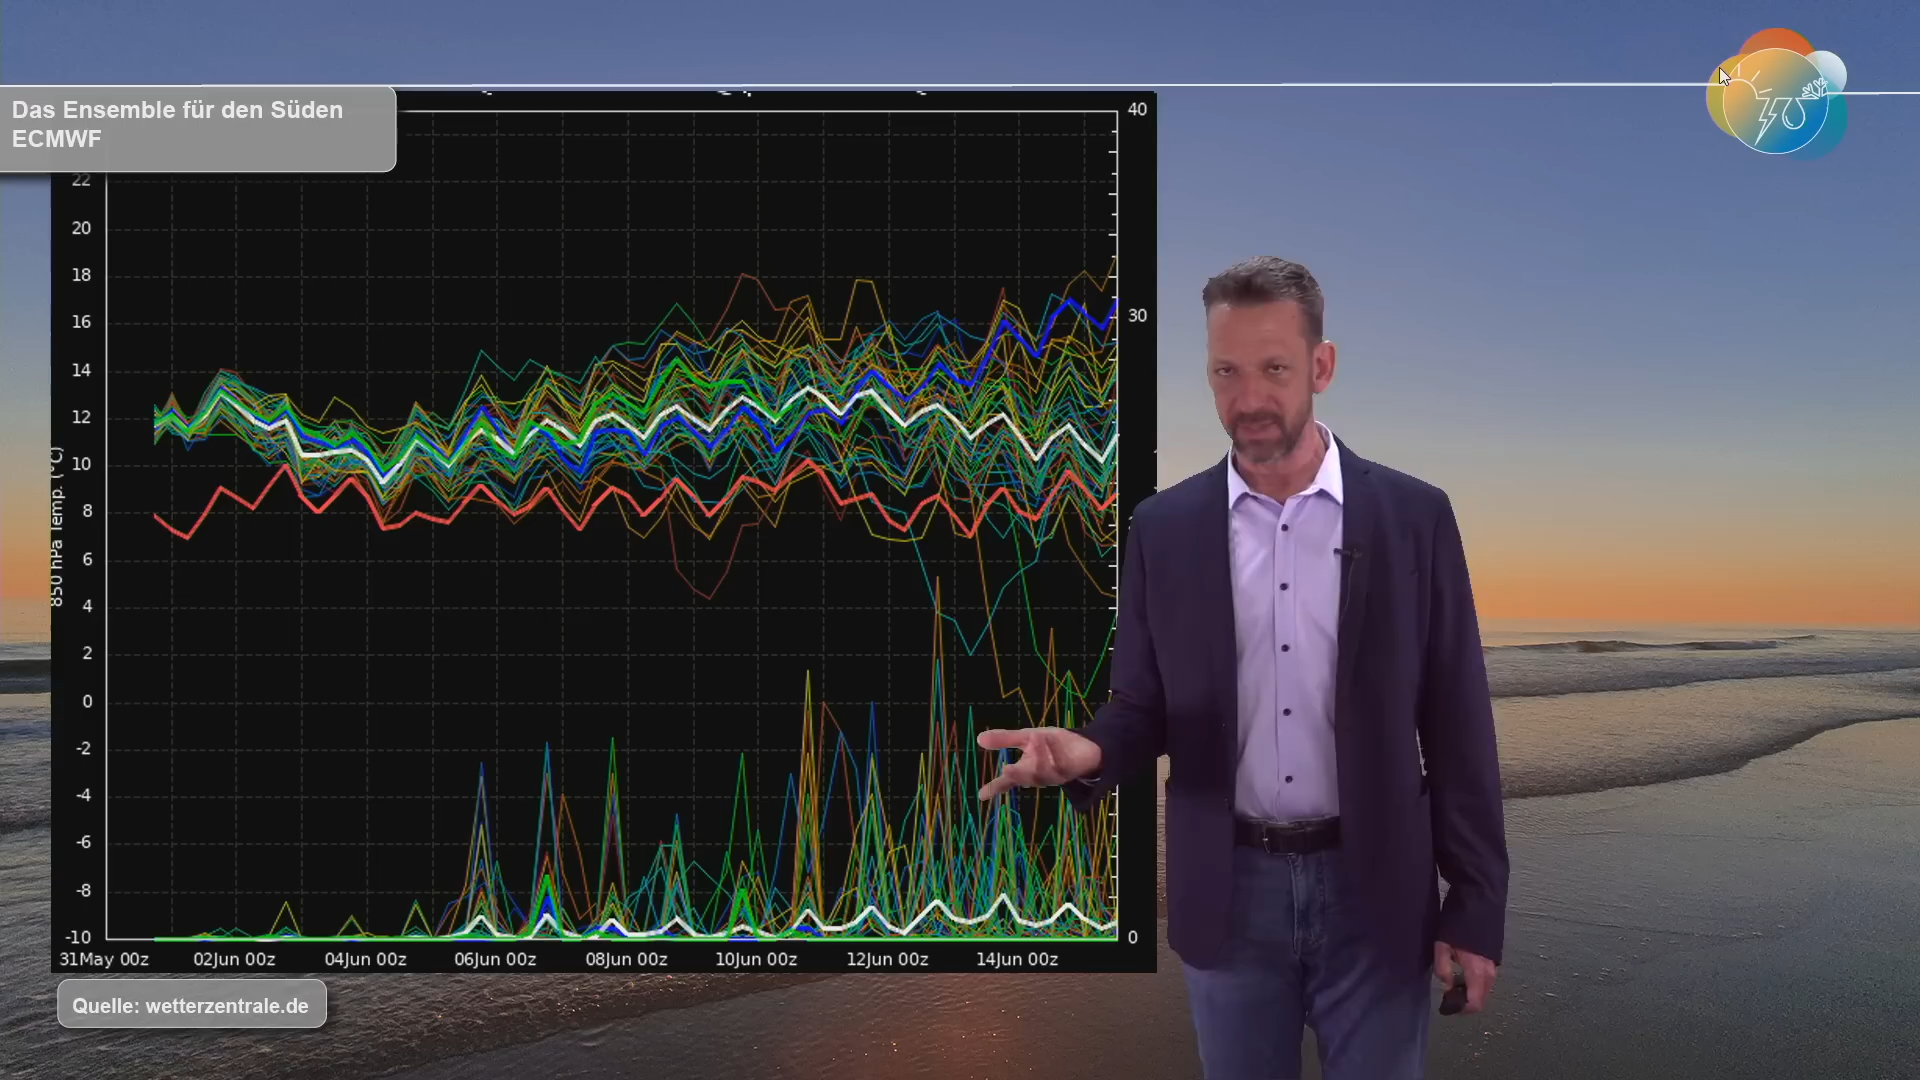 Das Ensemble für den Süden
ECMWF
40
22
20
18
16
30
14
12
10
8
6
4
2
0
-2
-4
-6
-8
-10
0
850 hPa Temp. (°C)
31May 00z
02Jun 00z
04Jun 00z
06Jun 00z
08Jun 00z
10Jun 00z
12Jun 00z
14Jun 00z
Quelle: wetterzentrale.de